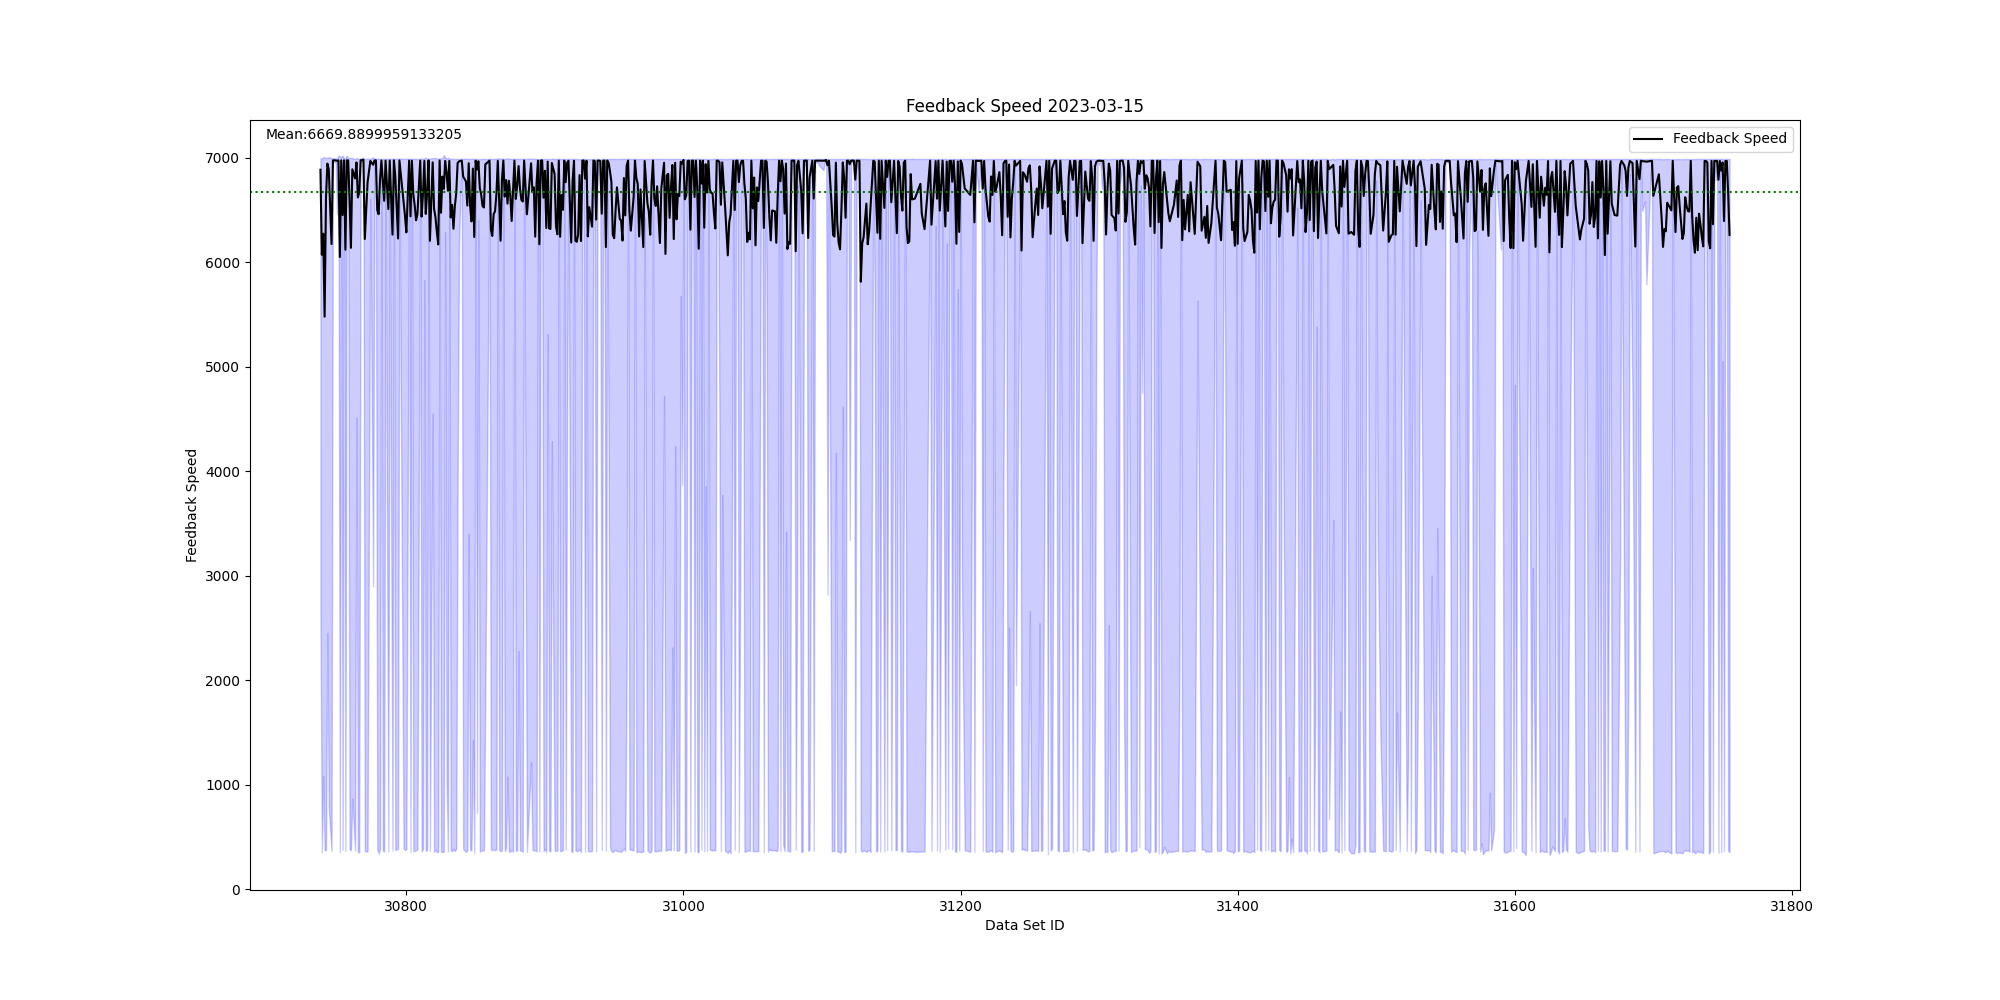 Feedback Speed 2023-03-15
Mean:6669.8899959133205
Feedback Speed
7000
6000
5000
4000
3000
2000
1000
0
Feedback Speed
30800
31000
31200
31400
31600
31800
Data Set ID